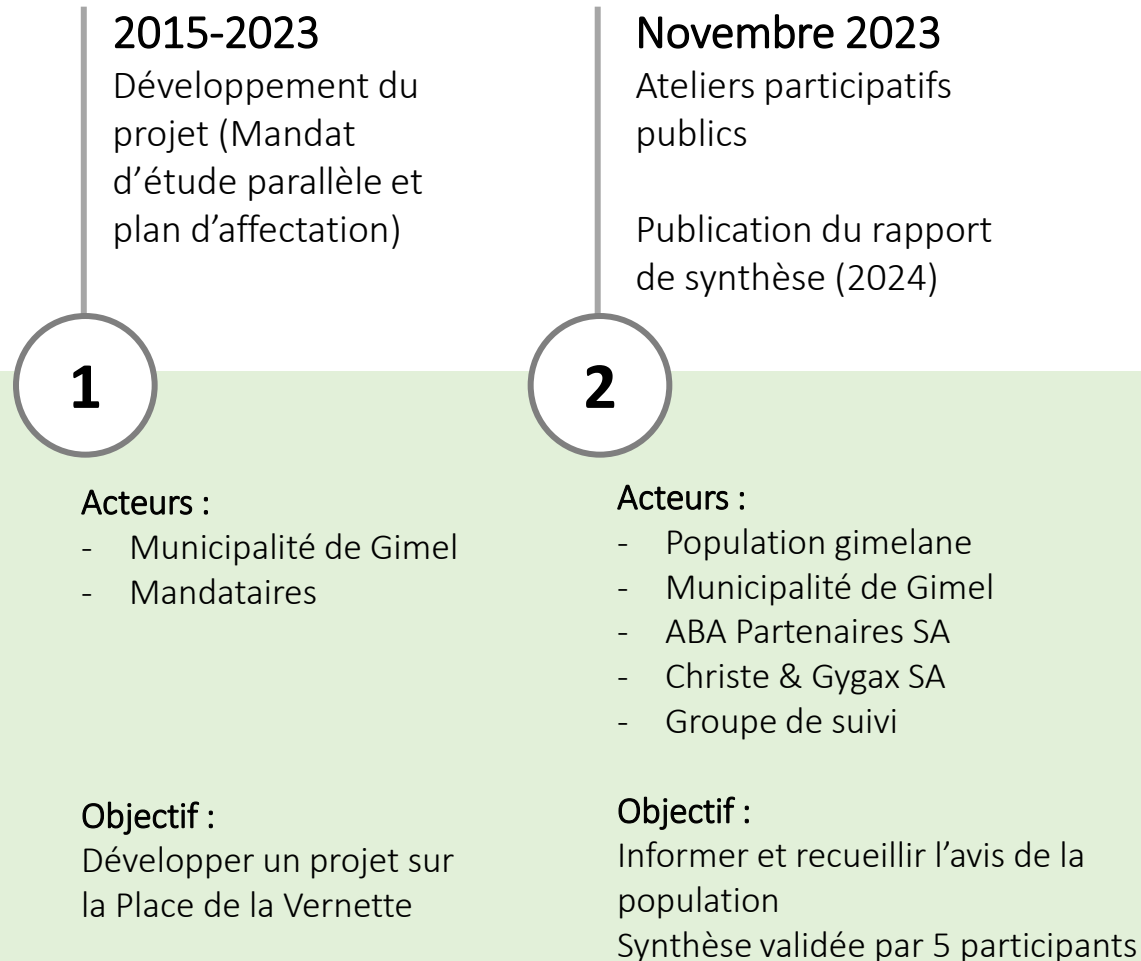 2015-2023
Développement du
projet (Mandat
d'étude parallèle et
plan d'affectation)
1
Acteurs :
- Municipalité de Gimel
- Mandataires
Objectif :
Développer un projet sur
la Place de la Vernette
Novembre 2023
Ateliers participatifs
publics
Publication du rapport
de synthèse (2024)
2
Acteurs :
- Population gimelane
- Municipalité de Gimel
- ABA Partenaires SA
- Christe & Gygax SA
- Groupe de suivi
Objectif :
Informer et recueillir l'avis de la
population
Synthèse validée par 5 participants